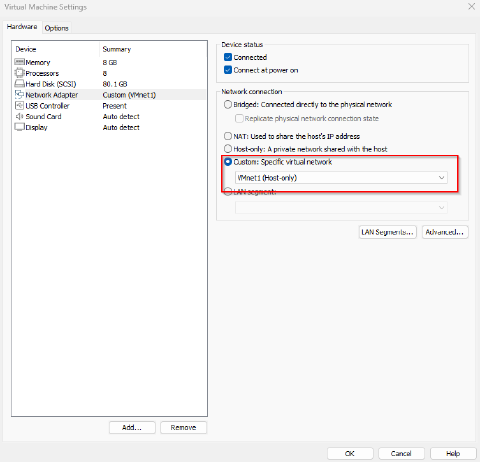 Virtual Machine Settings
Hardware Options
Device Summary
Memory 8 GB
Processors 8
Hard Disk (SCSI) 80.1 GB
Network Adapter Custom (VMnet1)
USB Controller Present
Sound Card Auto detect
Display Auto detect
Add...
Remove
Device status
Connected
Connect at power on
Network connection
Bridged: Connected directly to the physical network
Replicate physical network connection state
NAT: Used to share the host's IP address
Host-only: A private network shared with the host
Custom: Specific virtual network
VMnet1 (Host-only)
LAN segment:
LAN Segments... Advanced...
OK Cancel Help